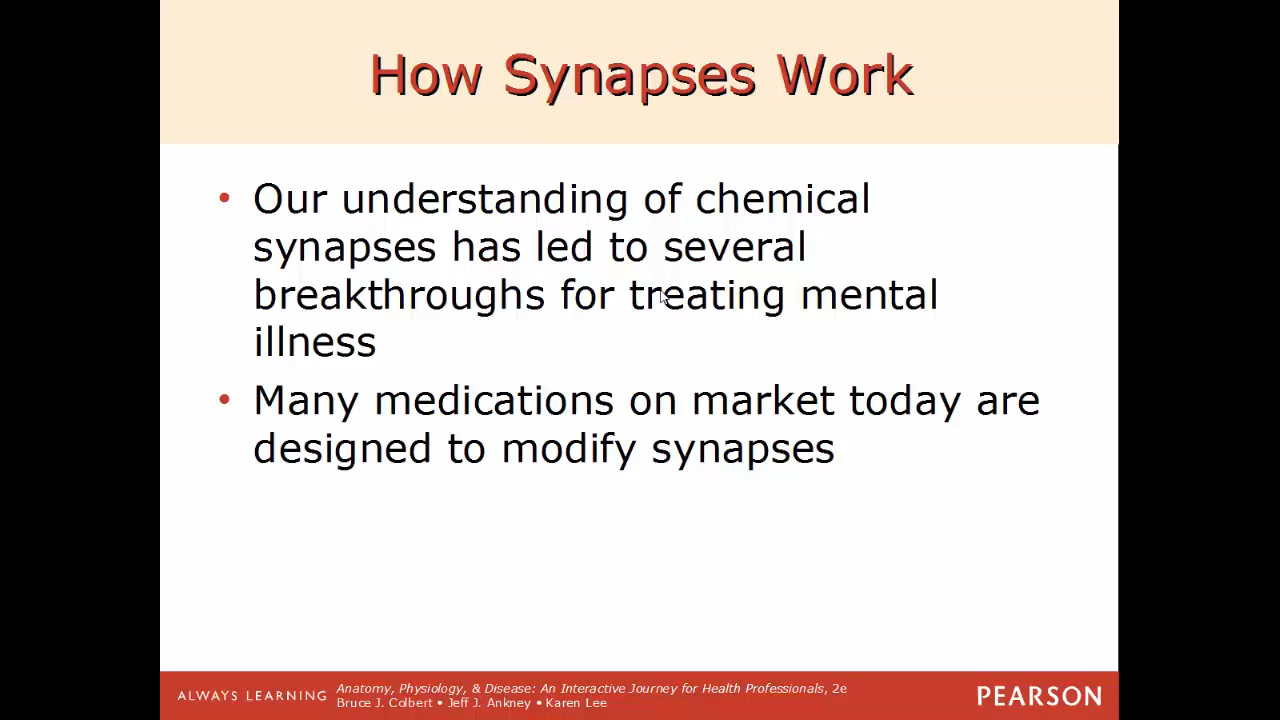 How Synapses Work
• Our understanding of chemical
synapses has led to several
breakthroughs for treating mental
illness
• Many medications on market today are
designed to modify synapses
ALWAYS LEARNING
Anatomy, Physiology, & Disease: An Interactive Journey for Health Professionals, 2e
Bruce J. Colbert • Jeff J. Ankney • Karen Lee
PEARSON